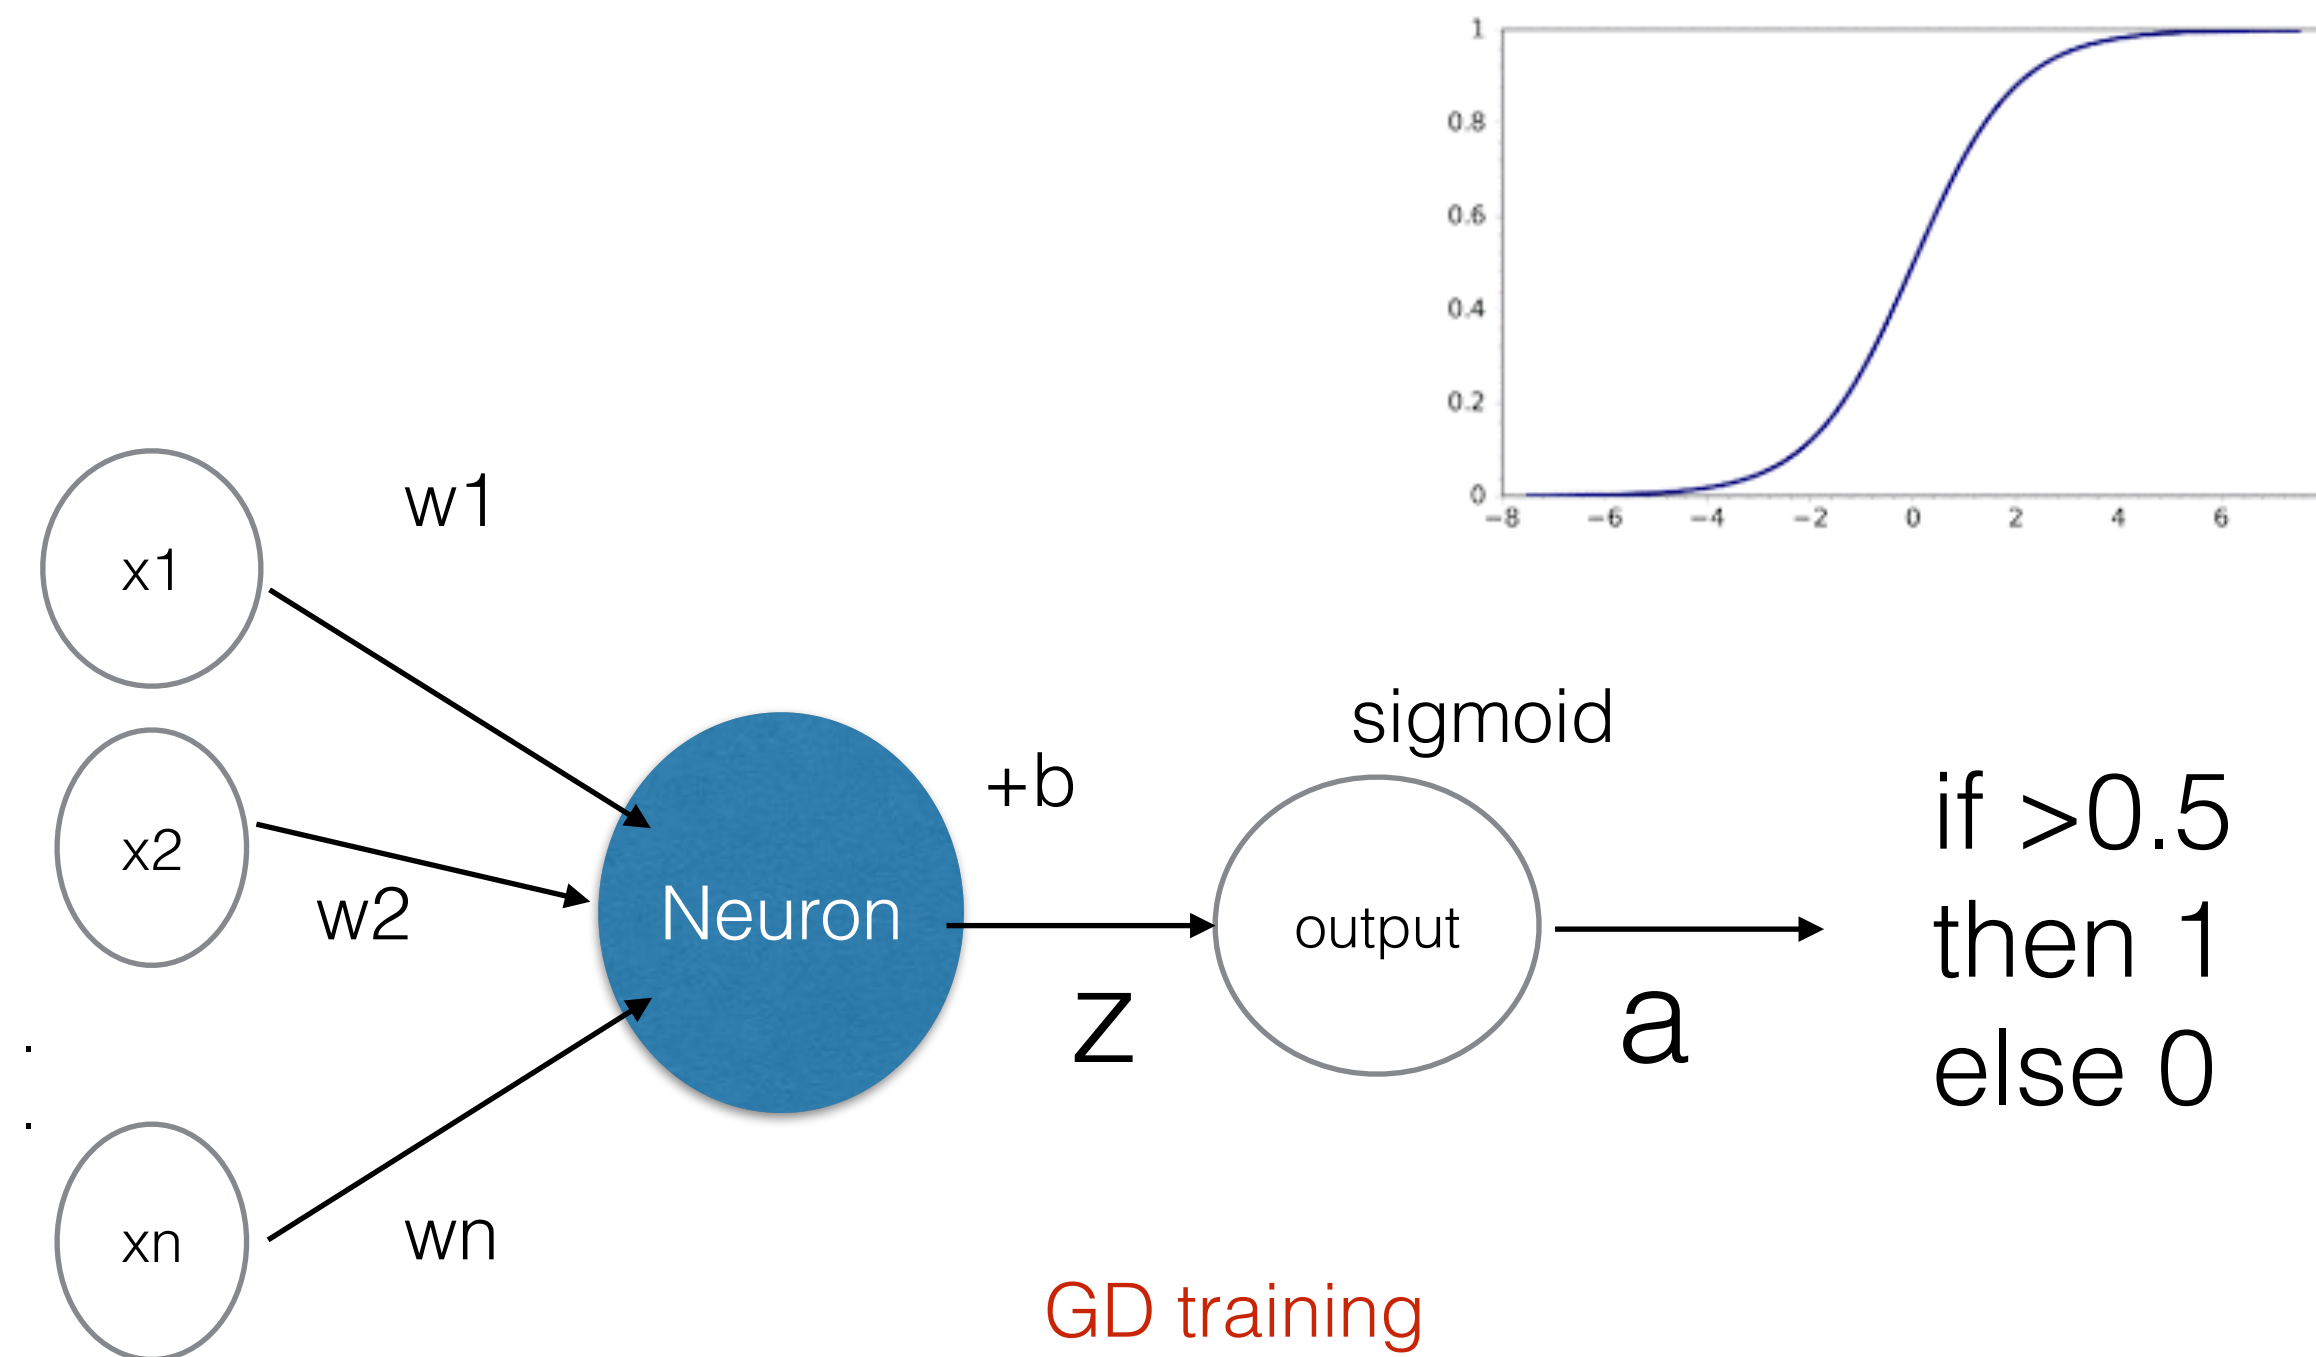 1
0.8
0.6
0.4
0.2
0
−8 −6 −4 −2 0 2 4 6
w1
x1
sigmoid
+b
x2
w2
Neuron
output
z
a
if >0.5
then 1
else 0
.
.
xn
wn
GD training